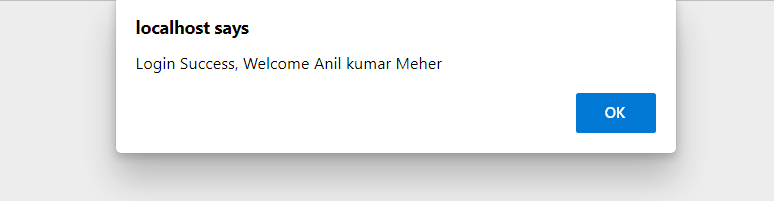 localhost says
Login Success, Welcome Anil kumar Meher
OK